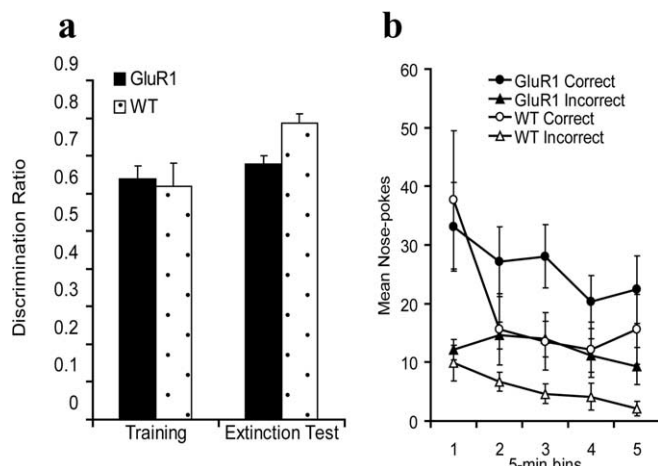 a
0.9
0.8
0.7
0.6
0.5
0.4
0.3
0.2
0.1
0
Discrimination Ratio
GluR1
WT
Training
Extinction Test
b
60
50
40
30
20
10
0
Mean Nose-pokes
GluR1 Correct
GluR1 Incorrect
WT Correct
WT Incorrect
1 2 3 4 5
5-min bins